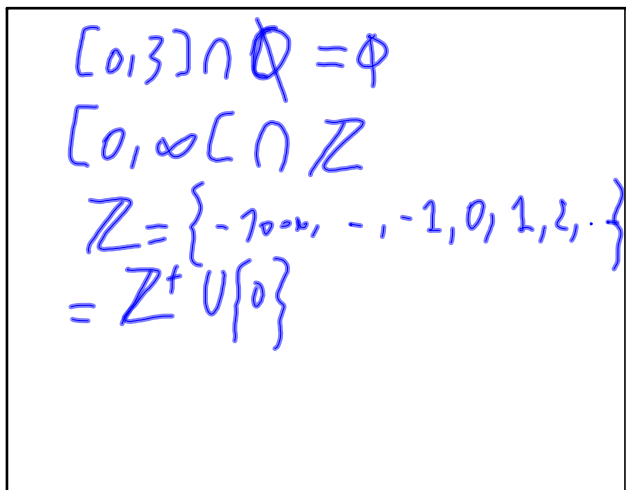 [0,3] ∩ ∅ = ϕ
[0, ∞[ ∩ ℤ
ℤ = { -1000, -, -1, 0, 1, 2, .. }
= ℤ⁺ ∪ {0}